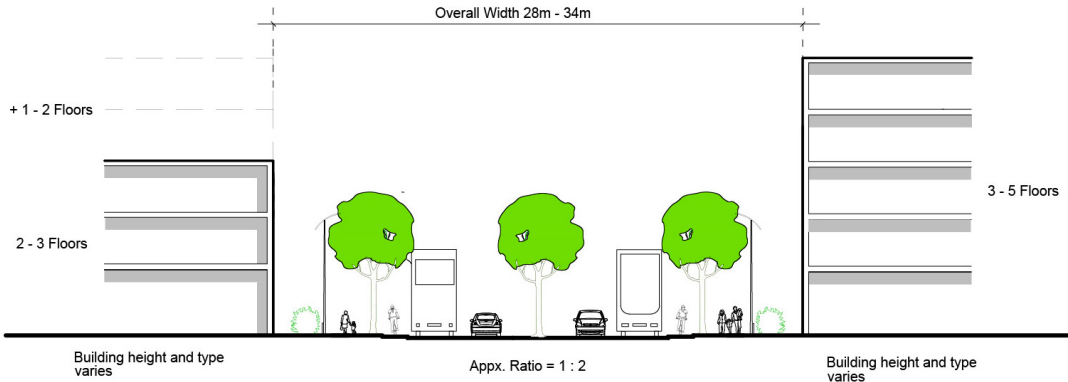 Overall Width 28m - 34m
+ 1 - 2 Floors
3 - 5 Floors
2 - 3 Floors
Building height and type
varies
Appx. Ratio = 1 : 2
Building height and type
varies